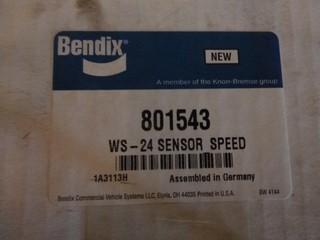 Bendix
NEW
A member of the Knorr-Bremse group
801543
WS-24 SENSOR SPEED
1A3113H Assembled in Germany
Bendix Commercial Vehicle Systems LLC, Elyria, OH 44035 Printed in U.S.A. BW 4144